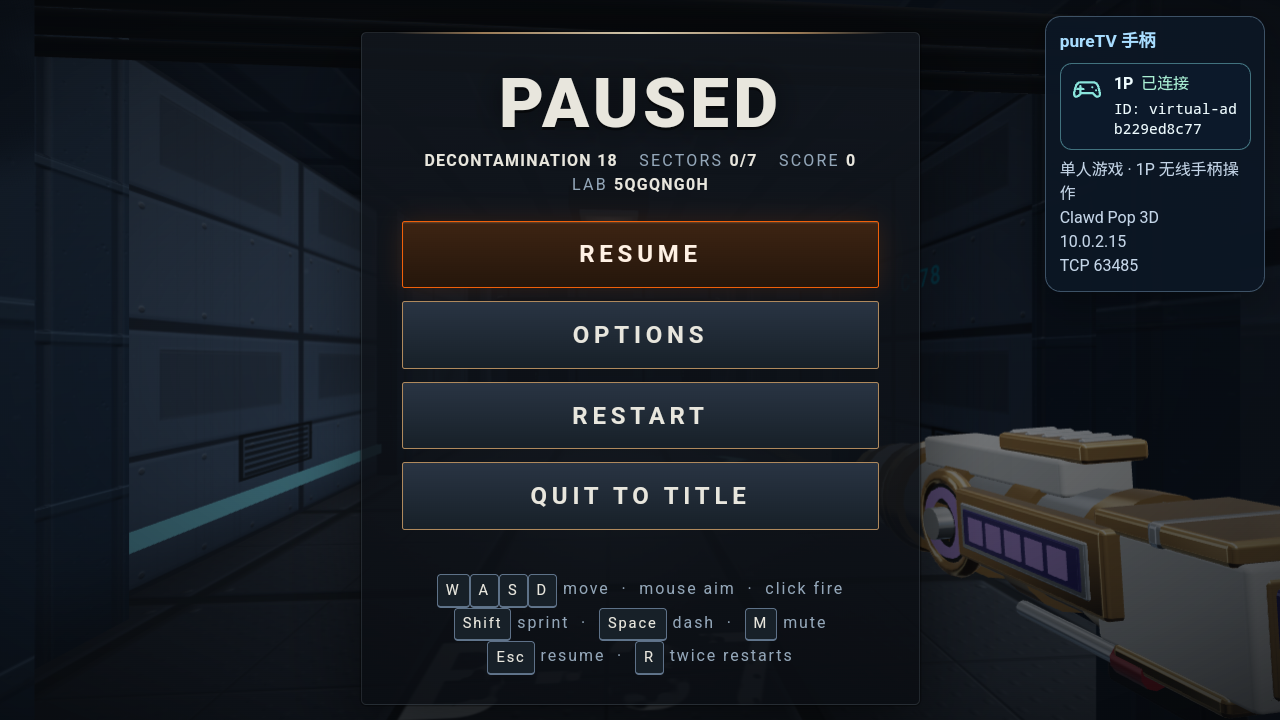 PAUSED
DECONTAMINATION 18 SECTORS 0/7 SCORE 0
LAB 5QGQNG0H
RESUME
OPTIONS
RESTART
QUIT TO TITLE
W A S D move · mouse aim · click fire
Shift sprint · Space dash · M mute
Esc resume · R twice restarts
pureTV 手柄
1P 已连接
ID: virtual-ad
b229ed8c77
单人游戏 · 1P 无线手柄操
作
Clawd Pop 3D
10.0.2.15
TCP 63485
78